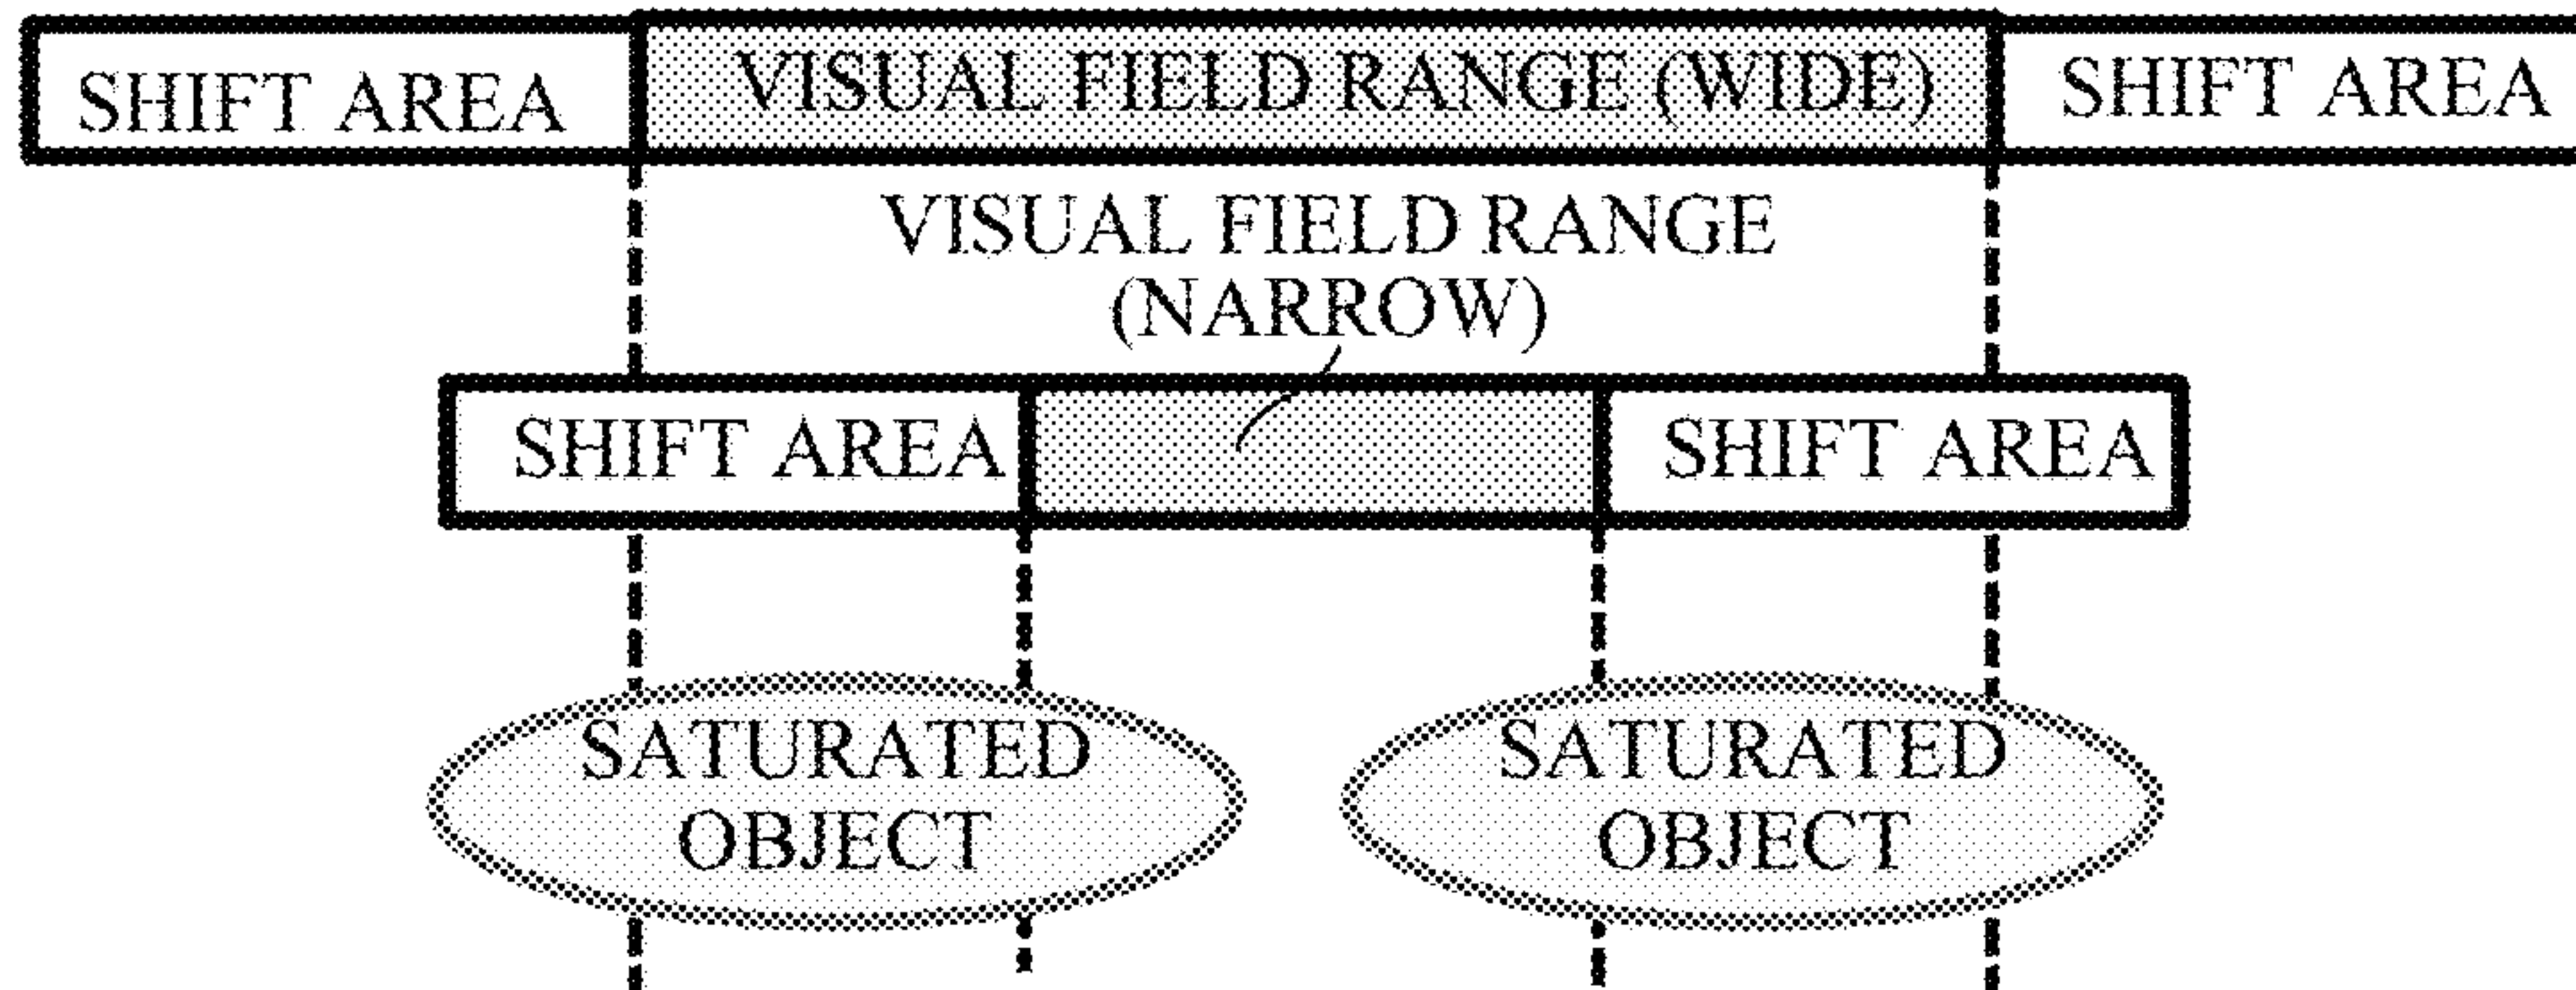 SHIFT AREA
VISUAL FIELD RANGE (WIDE)
SHIFT AREA
VISUAL FIELD RANGE
(NARROW)
SHIFT AREA
SHIFT AREA
SATURATED
OBJECT
SATURATED
OBJECT